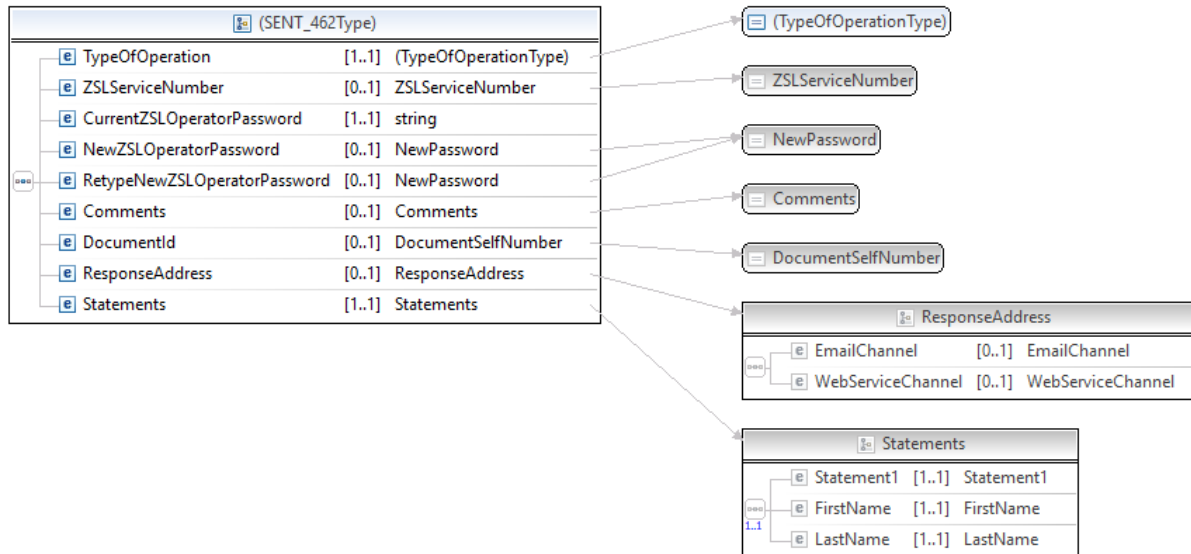 (SENT_462Type)
TypeOfOperation [1..1] (TypeOfOperationType)
ZSLServiceNumber [0..1] ZSLServiceNumber
CurrentZSLOperatorPassword [1..1] string
NewZSLOperatorPassword [0..1] NewPassword
RetypeNewZSLOperatorPassword [0..1] NewPassword
Comments [0..1] Comments
DocumentId [0..1] DocumentSelfNumber
ResponseAddress [0..1] ResponseAddress
Statements [1..1] Statements
(TypeOfOperationType)
ZSLServiceNumber
NewPassword
Comments
DocumentSelfNumber
ResponseAddress
EmailChannel [0..1] EmailChannel
WebServiceChannel [0..1] WebServiceChannel
Statements
Statement1 [1..1] Statement1
FirstName [1..1] FirstName
1..1
LastName [1..1] LastName